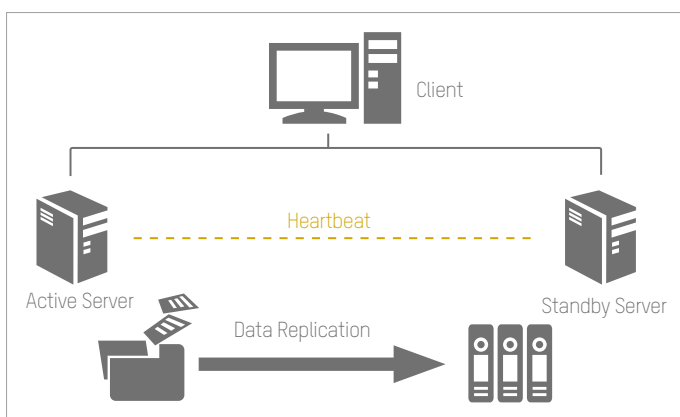 Client
Heartbeat
Active Server
Standby Server
Data Replication